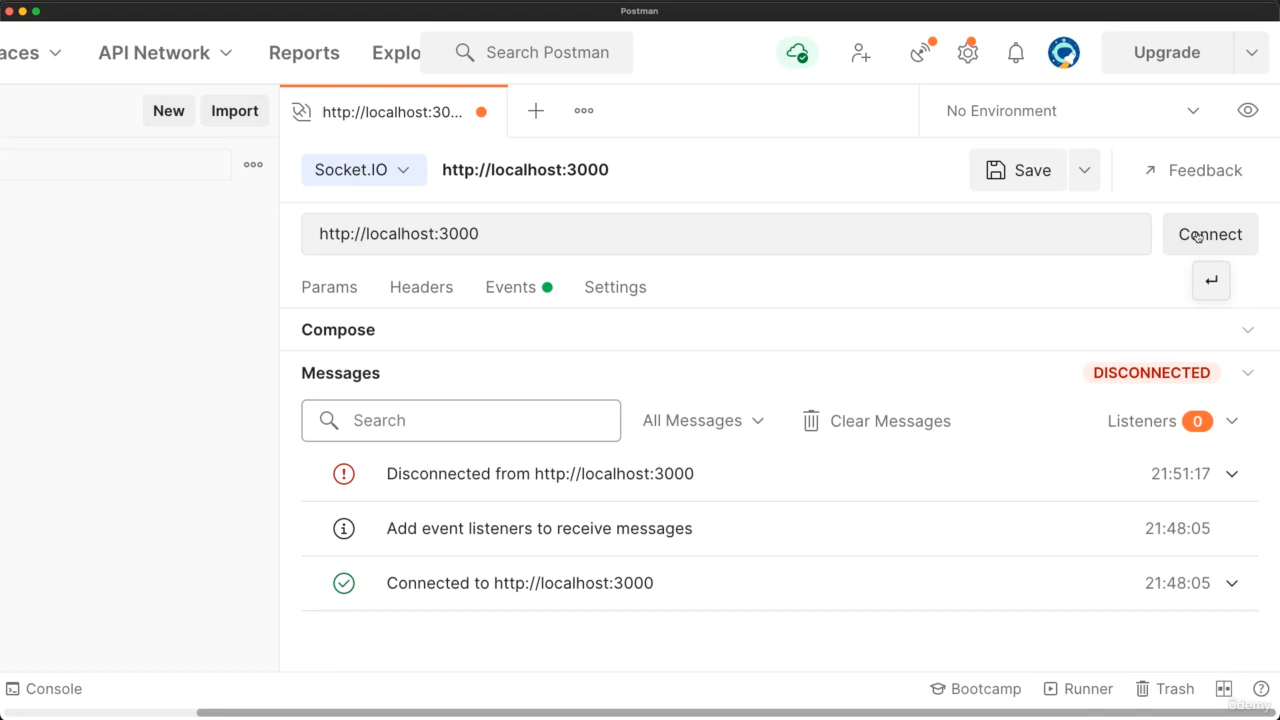 Postman
aces
API Network
Reports
Explo
Search Postman
Upgrade
New
Import
http://localhost:30...
No Environment
Socket.IO
http://localhost:3000
Save
Feedback
http://localhost:3000
Connect
Params
Headers
Events
Settings
Compose
Messages
DISCONNECTED
Search
All Messages
Clear Messages
Listeners 0
Disconnected from http://localhost:3000
21:51:17
Add event listeners to receive messages
21:48:05
Connected to http://localhost:3000
21:48:05
Console
Bootcamp
Runner
Trash
ûdemy